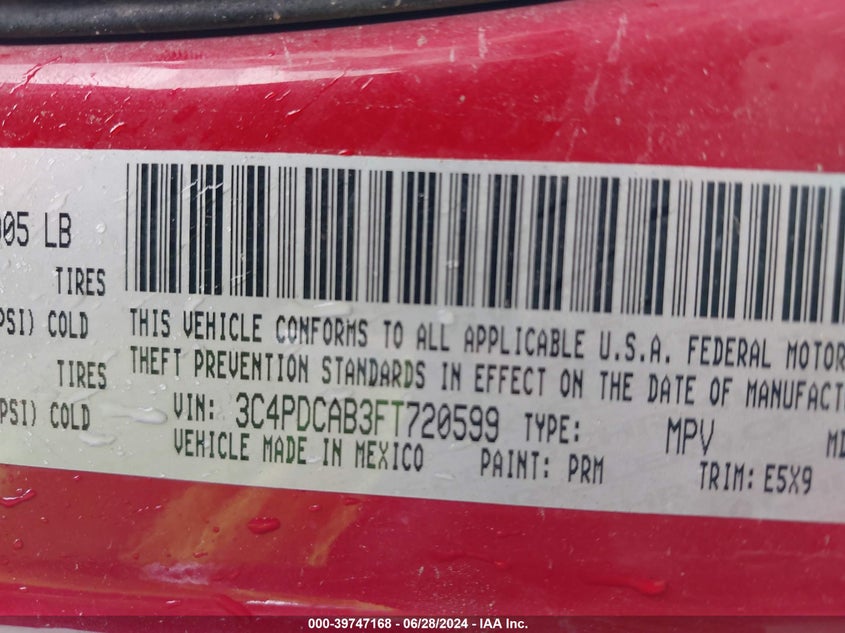 005 LB
TIRES
PSI) COLD
TIRES
PSI) COLD
THIS VEHICLE CONFORMS TO ALL APPLICABLE U.S.A. FEDERAL MOTOR
THEFT PREVENTION STANDARDS IN EFFECT ON THE DATE OF MANUFACT
VIN: 3C4PDCAB3FT720599 TYPE: MPV MD
VEHICLE MADE IN MEXICO PAINT: PRM TRIM: E5X9
000-39747168 - 06/28/2024 - IAA Inc.